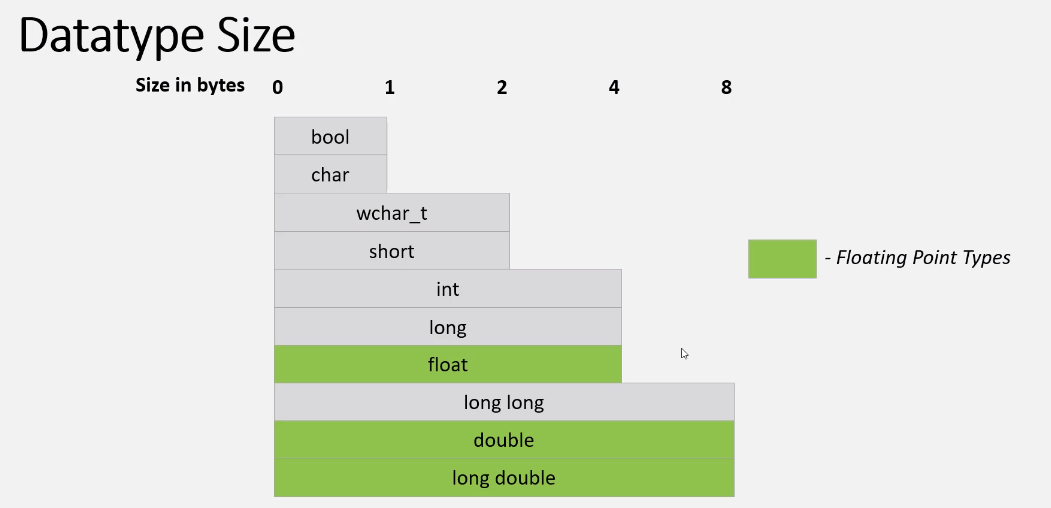 Datatype Size
Size in bytes 0 1 2 4 8
bool
char
wchar_t
short
- Floating Point Types
int
long
float
long long
double
long double